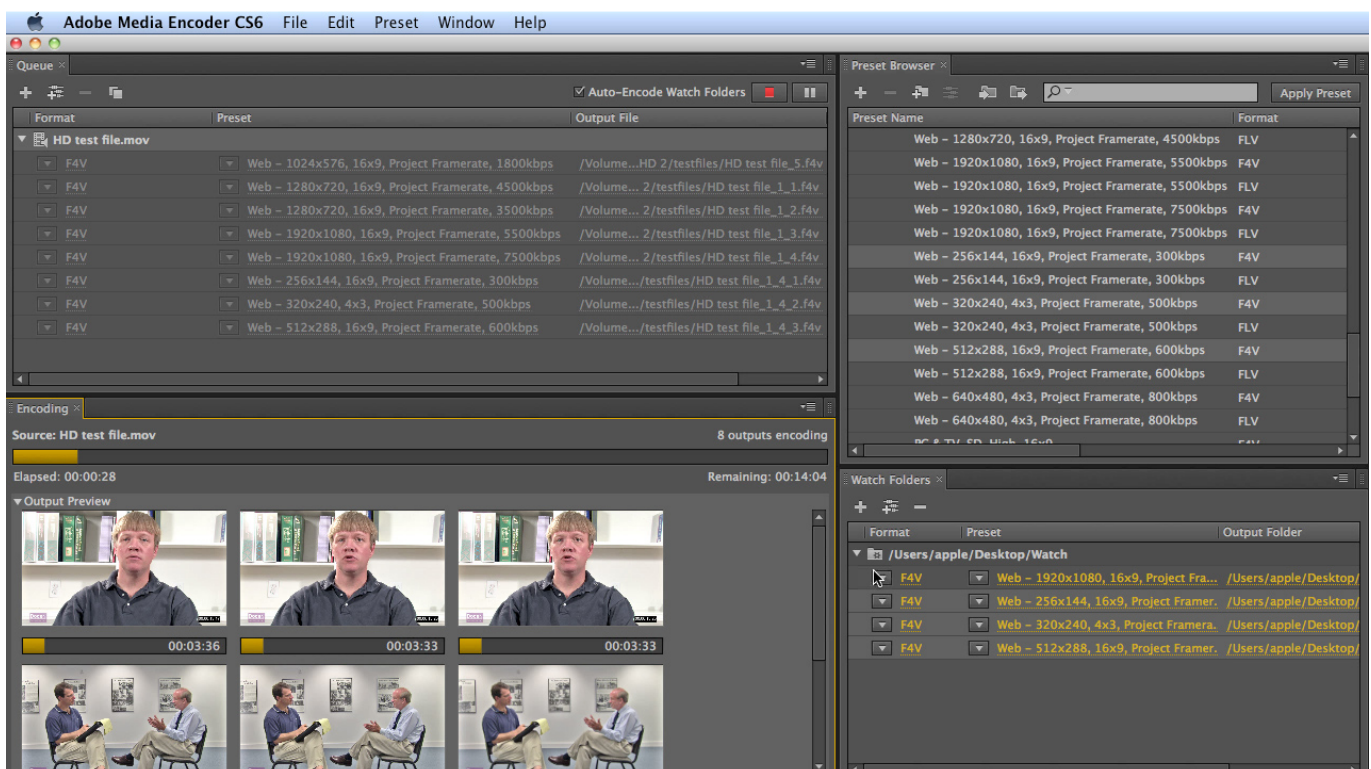 Adobe Media Encoder CS6 File Edit Preset Window Help
Queue
Auto-Encode Watch Folders
Format Preset Output File
HD test file.mov
F4V Web – 1024x576, 16x9, Project Framerate, 1800kbps /Volume...HD 2/testfiles/HD test file_5.f4v
F4V Web – 1280x720, 16x9, Project Framerate, 4500kbps /Volume... 2/testfiles/HD test file_1_1.f4v
F4V Web – 1280x720, 16x9, Project Framerate, 3500kbps /Volume... 2/testfiles/HD test file_1_2.f4v
F4V Web – 1920x1080, 16x9, Project Framerate, 5500kbps /Volume... 2/testfiles/HD test file_1_3.f4v
F4V Web – 1920x1080, 16x9, Project Framerate, 7500kbps /Volume... 2/testfiles/HD test file_1_4.f4v
F4V Web – 256x144, 16x9, Project Framerate, 300kbps /Volume.../testfiles/HD test file_1_4_1.f4v
F4V Web – 320x240, 4x3, Project Framerate, 500kbps /Volume.../testfiles/HD test file_1_4_2.f4v
F4V Web – 512x288, 16x9, Project Framerate, 600kbps /Volume.../testfiles/HD test file_1_4_3.f4v
Encoding
Source: HD test file.mov 8 outputs encoding
Elapsed: 00:00:28 Remaining: 00:14:04
Output Preview
00:03:36 00:03:33 00:03:33
Preset Browser
Apply Preset
Preset Name Format
Web – 1280x720, 16x9, Project Framerate, 4500kbps FLV
Web – 1920x1080, 16x9, Project Framerate, 5500kbps F4V
Web – 1920x1080, 16x9, Project Framerate, 5500kbps FLV
Web – 1920x1080, 16x9, Project Framerate, 7500kbps F4V
Web – 1920x1080, 16x9, Project Framerate, 7500kbps FLV
Web – 256x144, 16x9, Project Framerate, 300kbps F4V
Web – 256x144, 16x9, Project Framerate, 300kbps FLV
Web – 320x240, 4x3, Project Framerate, 500kbps F4V
Web – 320x240, 4x3, Project Framerate, 500kbps FLV
Web – 512x288, 16x9, Project Framerate, 600kbps F4V
Web – 512x288, 16x9, Project Framerate, 600kbps FLV
Web – 640x480, 4x3, Project Framerate, 800kbps F4V
Web – 640x480, 4x3, Project Framerate, 800kbps FLV
PC & TV, SD, High, 16x9 F4V
Watch Folders
Format Preset Output Folder
/Users/apple/Desktop/Watch
F4V Web – 1920x1080, 16x9, Project Fra... /Users/apple/Desktop/
F4V Web – 256x144, 16x9, Project Framer. /Users/apple/Desktop/
F4V Web – 320x240, 4x3, Project Framera. /Users/apple/Desktop/
F4V Web – 512x288, 16x9, Project Framer. /Users/apple/Desktop/